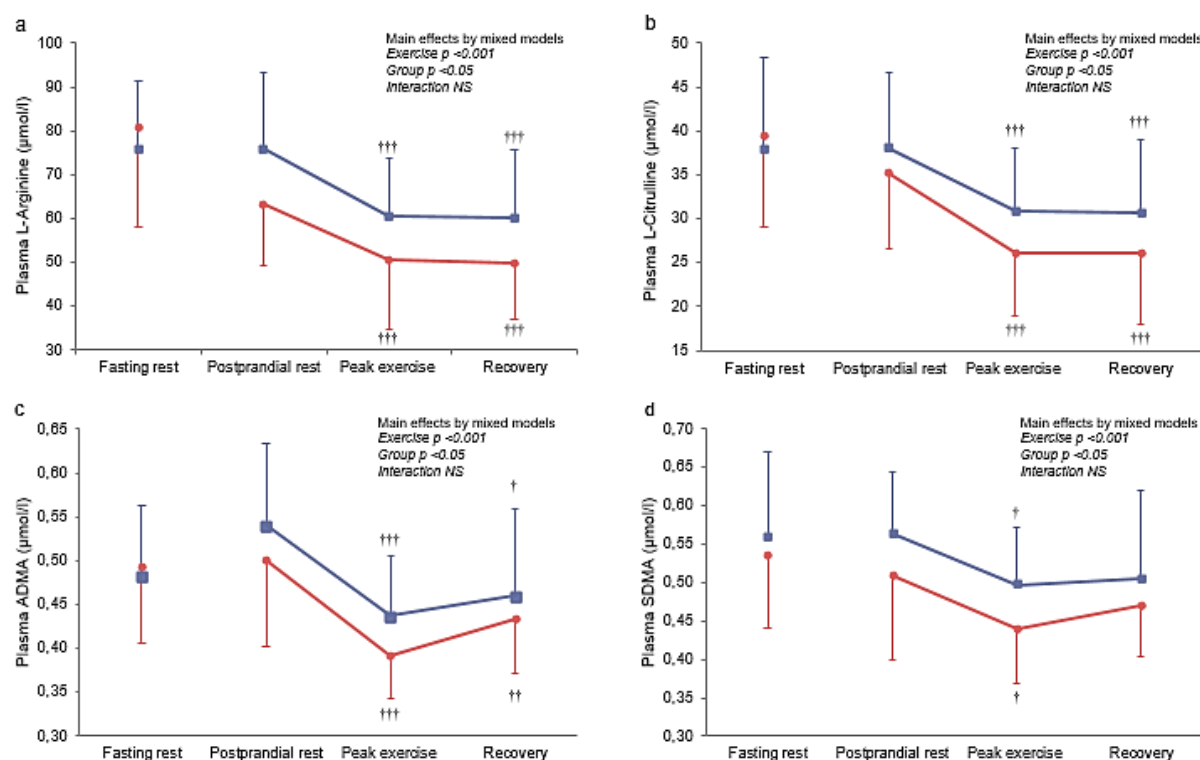 a
Main effects by mixed models
Exercise p <0.001
Group p <0.05
Interaction NS
Plasma L-Arginine (µmol/l)
100
90
80
70
60
50
40
30
†††
†††
†††
†††
Fasting rest
Postprandial rest
Peak exercise
Recovery
b
Main effects by mixed models
Exercise p <0.001
Group p <0.05
Interaction NS
Plasma L-Citrulline (µmol/l)
50
45
40
35
30
25
20
15
†††
†††
†††
†††
Fasting rest
Postprandial rest
Peak exercise
Recovery
c
Main effects by mixed models
Exercise p <0.001
Group p <0.05
Interaction NS
Plasma ADMA (µmol/l)
0,65
0,60
0,55
0,50
0,45
0,40
0,35
0,30
†††
†
†††
††
Fasting rest
Postprandial rest
Peak exercise
Recovery
d
Main effects by mixed models
Exercise p <0.001
Group p <0.05
Interaction NS
Plasma SDMA (µmol/l)
0,70
0,65
0,60
0,55
0,50
0,45
0,40
0,35
0,30
†
†
Fasting rest
Postprandial rest
Peak exercise
Recovery